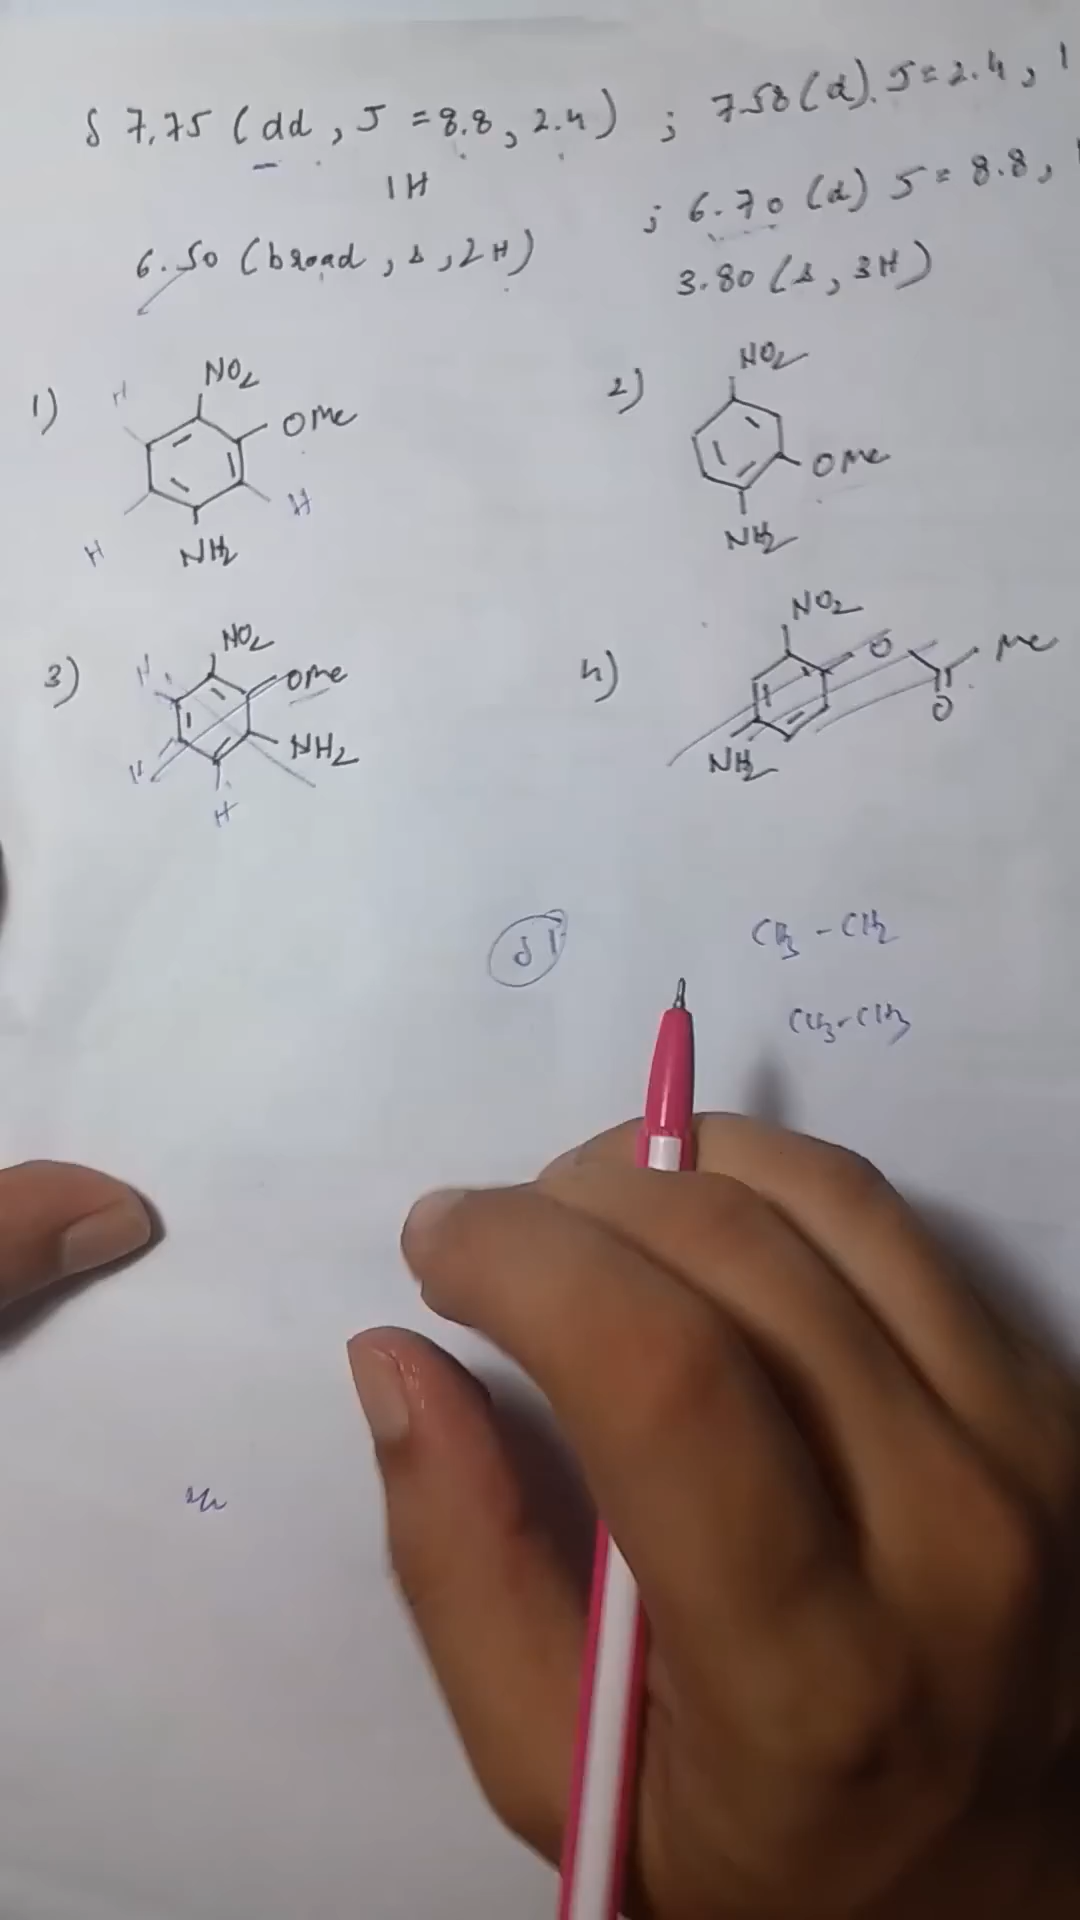 δ 7.75 (dd, J = 8.8, 2.4) ; 7.58 (d). J = 2.4, 1
1H
; 6.70 (d) J = 8.8,
6.50 (broad, s, 2H)
3.80 (s, 3H)
1)
H
NO2
OMe
H
H
NH2
2)
NO2
OMe
NH2
3)
H
NO2
OMe
NH2
H
H
4)
NO2
O
Me
O
NH2
CH3 - CH2
CH3-CH3